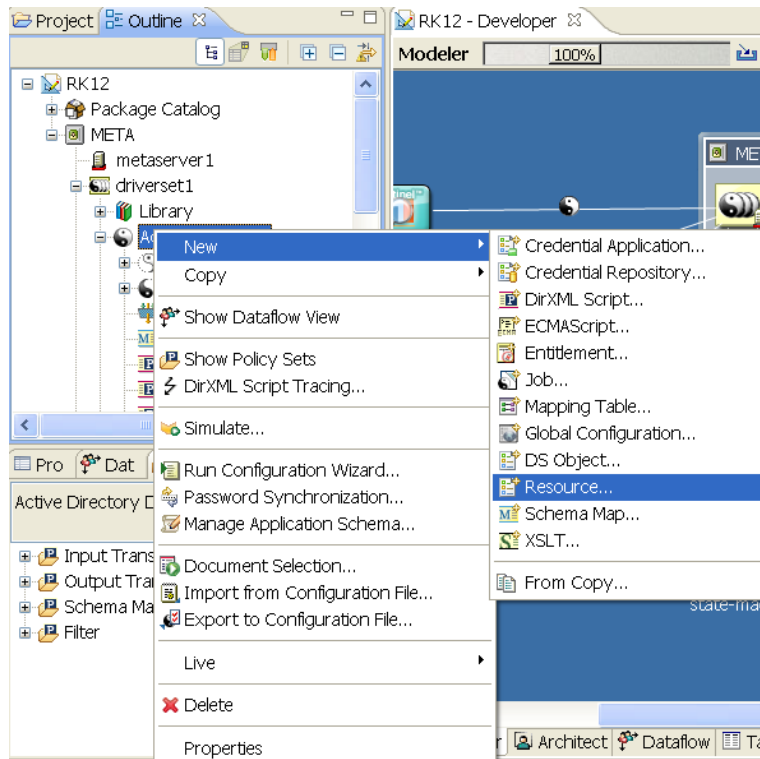 Project Outline
RK12 - Developer
Modeler 100%
RK12
Package Catalog
META
metaserver1
driverset1
Library
New
Copy
Show Dataflow View
Show Policy Sets
DirXML Script Tracing...
Simulate...
Run Configuration Wizard...
Password Synchronization...
Manage Application Schema...
Document Selection...
Import from Configuration File...
Export to Configuration File...
Live
Delete
Properties
Credential Application...
Credential Repository...
DirXML Script...
ECMAScript...
Entitlement...
Job...
Mapping Table...
Global Configuration...
DS Object...
Resource...
Schema Map...
XSLT...
From Copy...
Pro Dat
Active Directory
Input
Output
Schema
Filter
Architect Dataflow